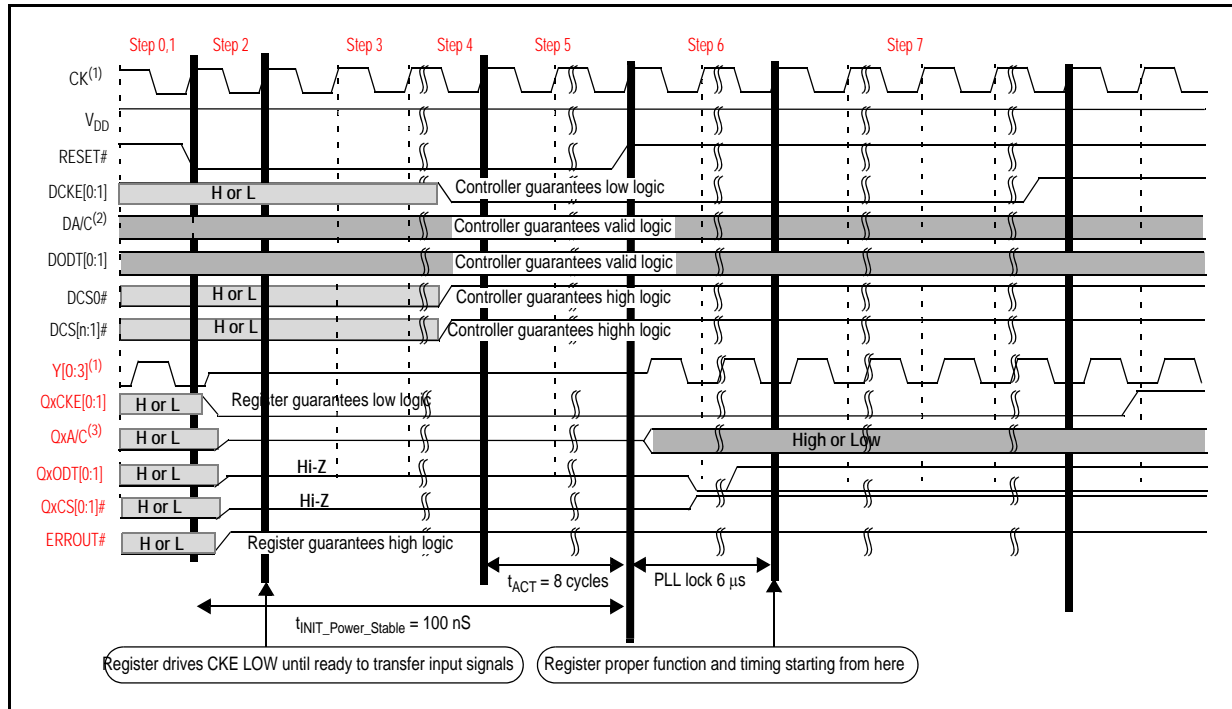 Step 0,1 Step 2 Step 3 Step 4 Step 5 Step 6 Step 7
CK(1)
VDD
RESET#
DCKE[0:1] H or L Controller guarantees low logic
DA/C(2) Controller guarantees valid logic
DODT[0:1] Controller guarantees valid logic
DCS0# H or L Controller guarantees high logic
DCS[n:1]# H or L Controller guarantees highh logic
Y[0:3](1)
QxCKE[0:1] H or L Register guarantees low logic
QxA/C(3) H or L High or Low
QxODT[0:1] H or L Hi-Z
QxCS[0:1]# H or L Hi-Z
ERROUT# H or L Register guarantees high logic
tACT = 8 cycles PLL lock 6 μs
tINIT_Power_Stable = 100 nS
Register drives CKE LOW until ready to transfer input signals Register proper function and timing starting from here